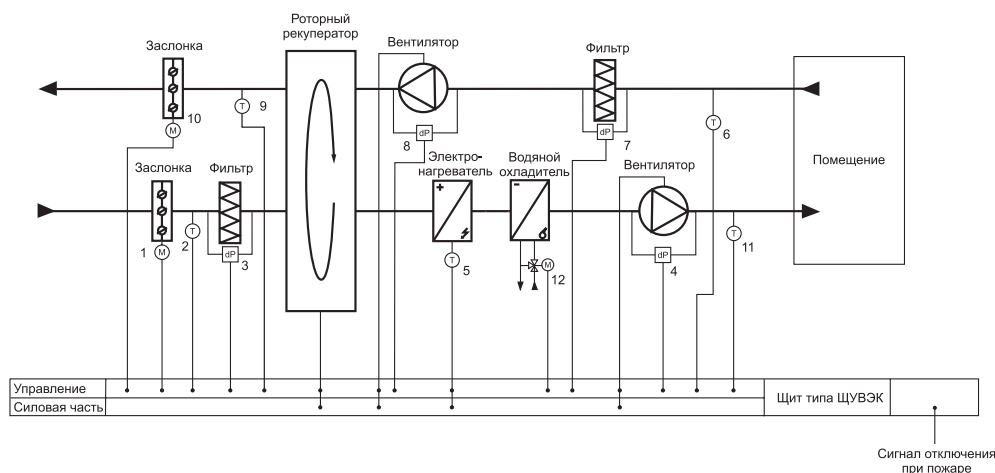 Роторный
рекуператор
Заслонка
Вентилятор
Фильтр
T
9
10
M
T
6
dP
8
dP
7
Помещение
Заслонка
Фильтр
Электро-
нагреватель
Водяной
охладитель
Вентилятор
+
-
1
M
2
T
dP
3
T
5
M
12
dP
4
T
11
Управление
Силовая часть
Щит типа ЩУВЭК
Сигнал отключения
при пожаре